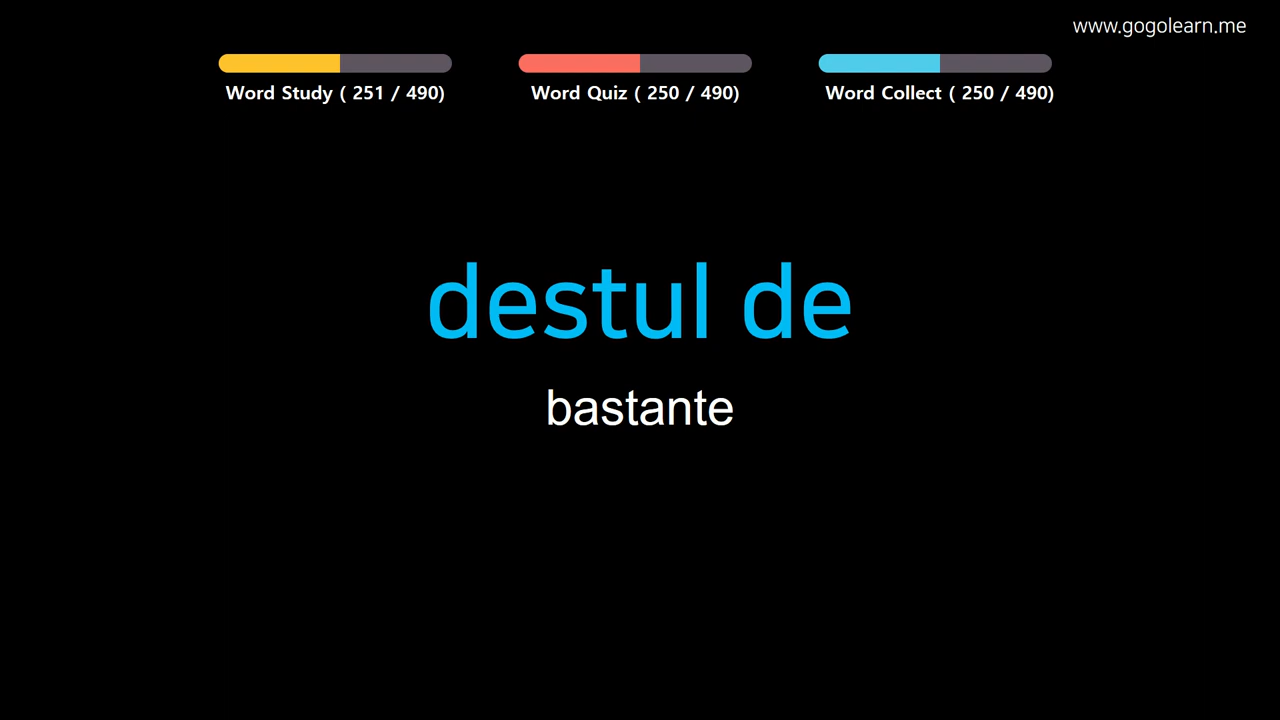 www.gogolearn.me
Word Study ( 251 / 490)
Word Quiz ( 250 / 490)
Word Collect ( 250 / 490)
destul de
bastante